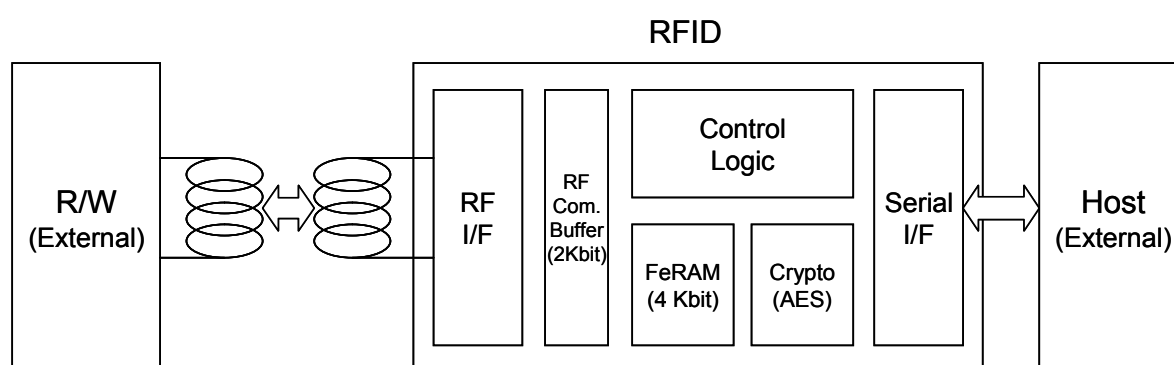 RFID
R/W
(External)
RF
I/F
RF
Com.
Buffer
(2Kbit)
Control
Logic
FeRAM
(4 Kbit)
Crypto
(AES)
Serial
I/F
Host
(External)